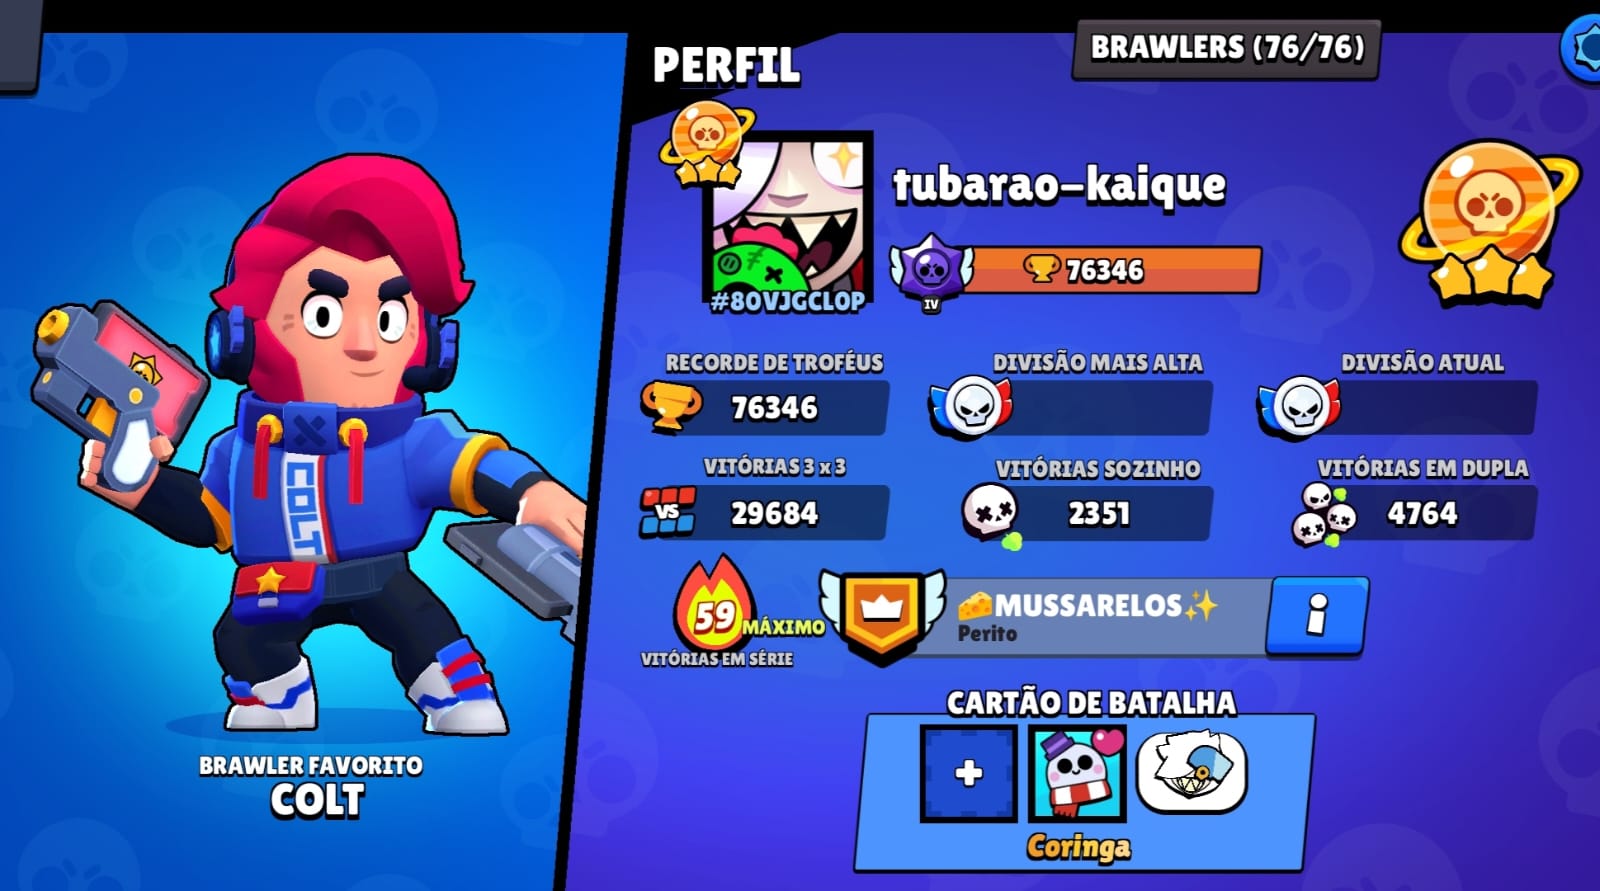 PERFIL
BRAWLERS (76/76)
tubarao-kaique
76346
IV
#80VJGCLOP
RECORDE DE TROFÉUS
DIVISÃO MAIS ALTA
DIVISÃO ATUAL
76346
VITÓRIAS 3 x 3
VITÓRIAS SOZINHO
VITÓRIAS EM DUPLA
VS
29684
2351
4764
COLT
59
MÁXIMO
VITÓRIAS EM SÉRIE
🧀MUSSARELOS✨
Perito
i
CARTÃO DE BATALHA
+
Coringa
BRAWLER FAVORITO
COLT